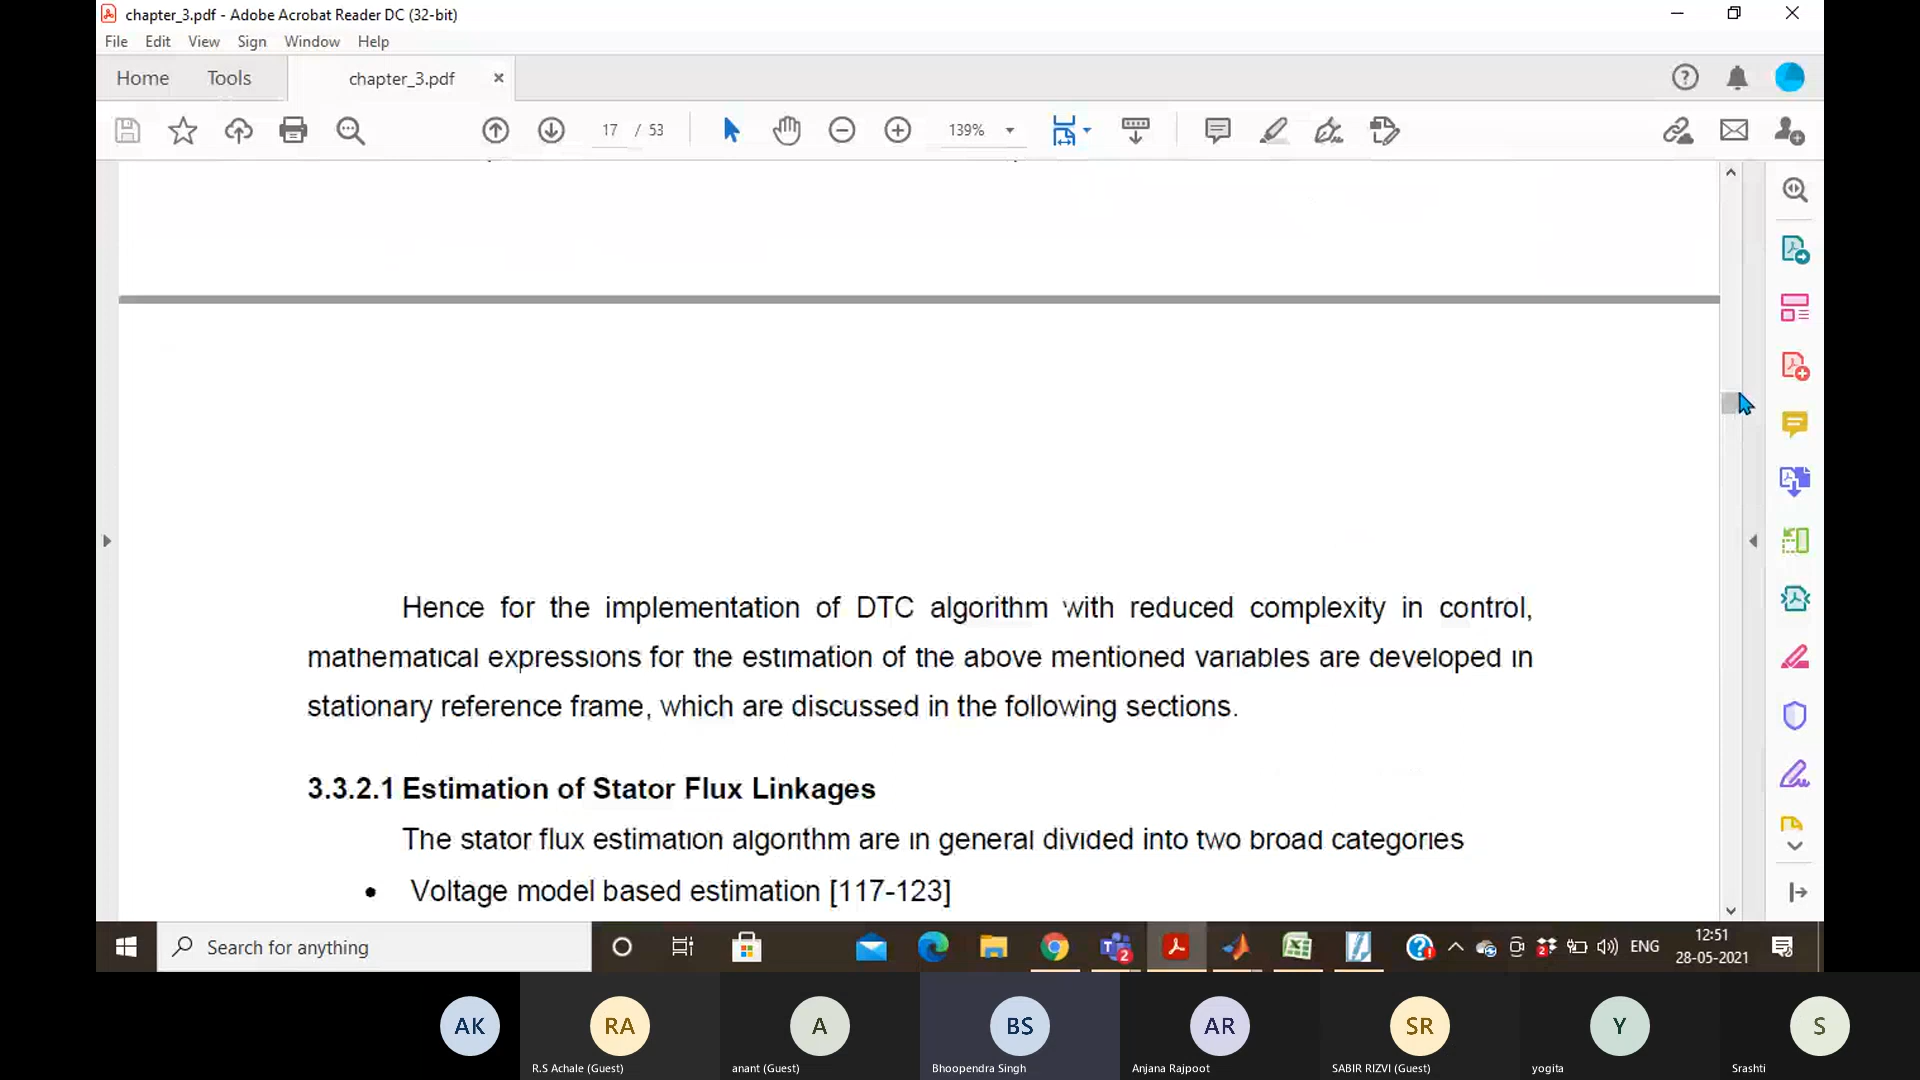 chapter_3.pdf - Adobe Acrobat Reader DC (32-bit)
File Edit View Sign Window Help
Home Tools chapter_3.pdf
17 / 53 139%
Hence for the implementation of DTC algorithm with reduced complexity in control,
mathematical expressions for the estimation of the above mentioned variables are developed in
stationary reference frame, which are discussed in the following sections.
3.3.2.1 Estimation of Stator Flux Linkages
The stator flux estimation algorithm are in general divided into two broad categories
• Voltage model based estimation [117-123]
Search for anything
2
2
ENG
12:51
28-05-2021
AK RA A BS AR SR Y S
R.S Achale (Guest) anant (Guest) Bhoopendra Singh Anjana Rajpoot SABIR RIZVI (Guest) yogita Srashti